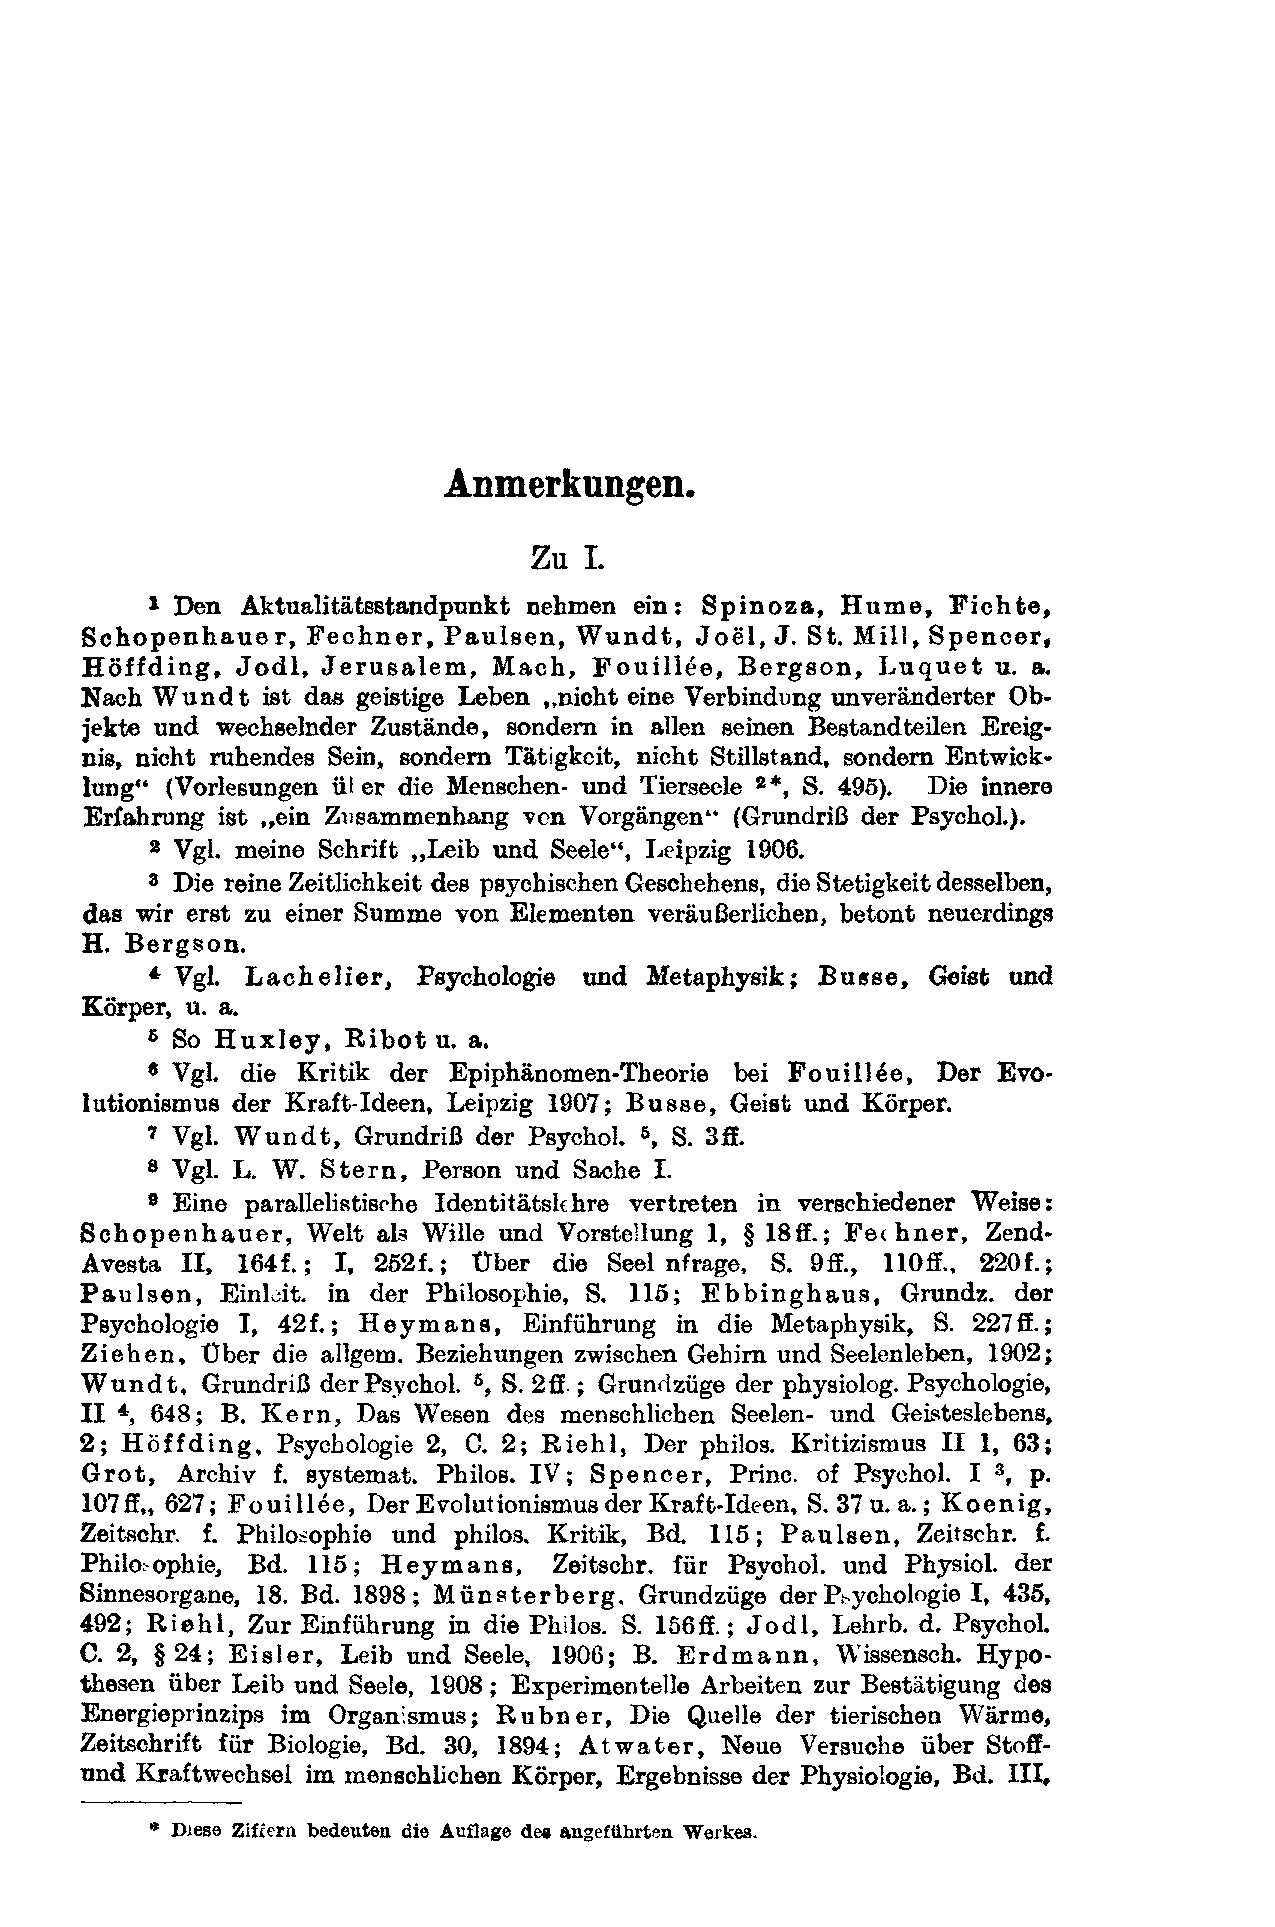 Anmerkungen.
Zu I.
¹ Den Aktualitätsstandpunkt nehmen ein: Spinoza, Hume, Fichte,
Schopenhauer, Fechner, Paulsen, Wundt, Joël, J. St. Mill, Spencer,
Höffding, Jodl, Jerusalem, Mach, Fouillée, Bergson, Luquet u. a.
Nach Wundt ist das geistige Leben „nicht eine Verbindung unveränderter Ob-
jekte und wechselnder Zustände, sondern in allen seinen Bestandteilen Ereig-
nis, nicht ruhendes Sein, sondern Tätigkeit, nicht Stillstand, sondern Entwick-
lung“ (Vorlesungen über die Menschen- und Tierseele ²*, S. 495). Die innere
Erfahrung ist „ein Zusammenhang von Vorgängen“ (Grundriß der Psychol.).
² Vgl. meine Schrift „Leib und Seele“, Leipzig 1906.
³ Die reine Zeitlichkeit des psychischen Geschehens, die Stetigkeit desselben,
das wir erst zu einer Summe von Elementen veräußerlichen, betont neuerdings
H. Bergson.
⁴ Vgl. Lachelier, Psychologie und Metaphysik; Busse, Geist und
Körper, u. a.
⁵ So Huxley, Ribot u. a.
⁶ Vgl. die Kritik der Epiphänomen-Theorie bei Fouillée, Der Evo-
lutionismus der Kraft-Ideen, Leipzig 1907; Busse, Geist und Körper.
⁷ Vgl. Wundt, Grundriß der Psychol. ⁵, S. 3ff.
⁸ Vgl. L. W. Stern, Person und Sache I.
⁹ Eine parallelistische Identitätslehre vertreten in verschiedener Weise:
Schopenhauer, Welt als Wille und Vorstellung 1, § 18ff.; Fechner, Zend-
Avesta II, 164f.; I, 252f.; Über die Seelenfrage, S. 9ff., 110ff., 220f.;
Paulsen, Einleit. in der Philosophie, S. 115; Ebbinghaus, Grundz. der
Psychologie I, 42f.; Heymans, Einführung in die Metaphysik, S. 227ff.;
Ziehen, Über die allgem. Beziehungen zwischen Gehirn und Seelenleben, 1902;
Wundt, Grundriß der Psychol. ⁵, S. 2ff.; Grundzüge der physiolog. Psychologie,
II ⁴, 648; B. Kern, Das Wesen des menschlichen Seelen- und Geisteslebens,
2; Höffding, Psychologie 2, C. 2; Riehl, Der philos. Kritizismus II 1, 63;
Grot, Archiv f. systemat. Philos. IV; Spencer, Princ. of Psychol. I ³, p.
107ff., 627; Fouillée, Der Evolutionismus der Kraft-Ideen, S. 37 u. a.; Koenig,
Zeitschr. f. Philosophie und philos. Kritik, Bd. 115; Paulsen, Zeitschr. f.
Philosophie, Bd. 115; Heymans, Zeitschr. für Psychol. und Physiol. der
Sinnesorgane, 18. Bd. 1898; Münsterberg, Grundzüge der Psychologie I, 435,
492; Riehl, Zur Einführung in die Philos. S. 156ff.; Jodl, Lehrb. d. Psychol.
C. 2, § 24; Eisler, Leib und Seele, 1906; B. Erdmann, Wissensch. Hypo-
thesen über Leib und Seele, 1908; Experimentelle Arbeiten zur Bestätigung des
Energieprinzips im Organismus; Rubner, Die Quelle der tierischen Wärme,
Zeitschrift für Biologie, Bd. 30, 1894; Atwater, Neue Versuche über Stoff-
und Kraftwechsel im menschlichen Körper, Ergebnisse der Physiologie, Bd. III,
* Diese Ziffern bedeuten die Auflage des angeführten Werkes.